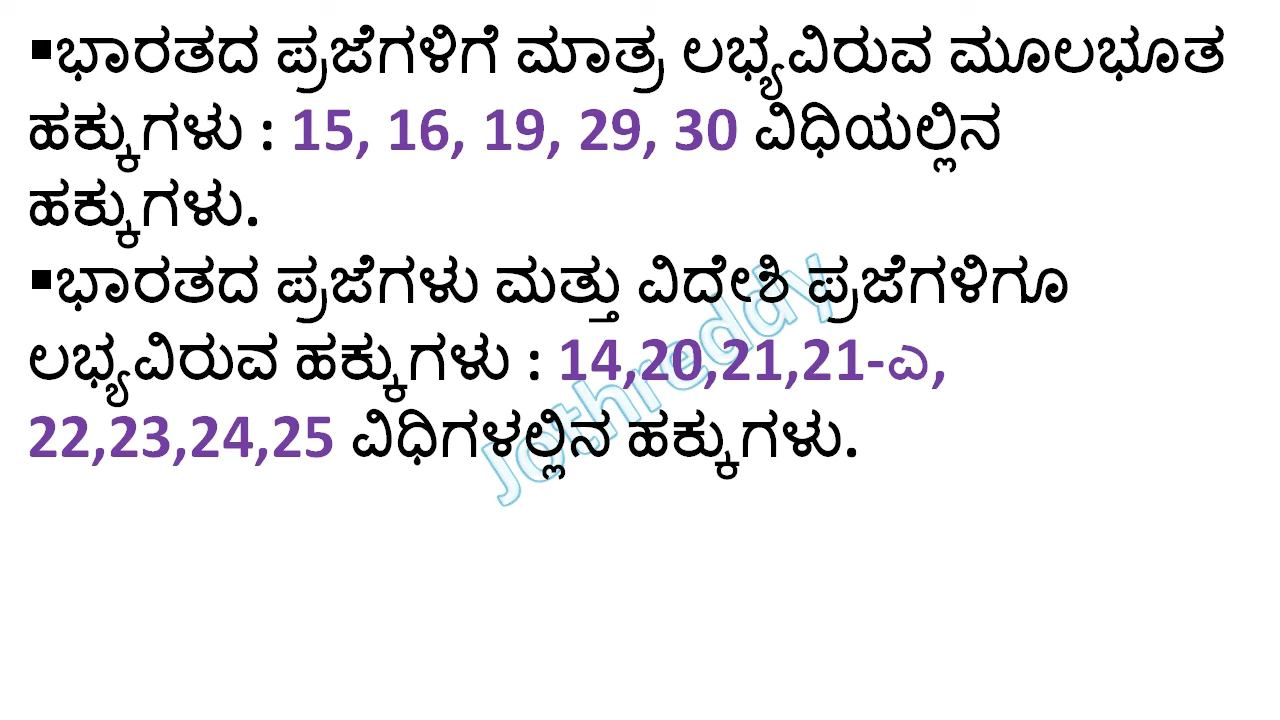 ▪ಭಾರತದ ಪ್ರಜೆಗಳಿಗೆ ಮಾತ್ರ ಲಭ್ಯವಿರುವ ಮೂಲಭೂತ
ಹಕ್ಕುಗಳು : 15, 16, 19, 29, 30 ವಿಧಿಯಲ್ಲಿನ
ಹಕ್ಕುಗಳು.
▪ಭಾರತದ ಪ್ರಜೆಗಳು ಮತ್ತು ವಿದೇಶಿ ಪ್ರಜೆಗಳಿಗೂ
ಲಭ್ಯವಿರುವ ಹಕ್ಕುಗಳು : 14,20,21,21-ಎ,
22,23,24,25 ವಿಧಿಗಳಲ್ಲಿನ ಹಕ್ಕುಗಳು.
Jothreddy